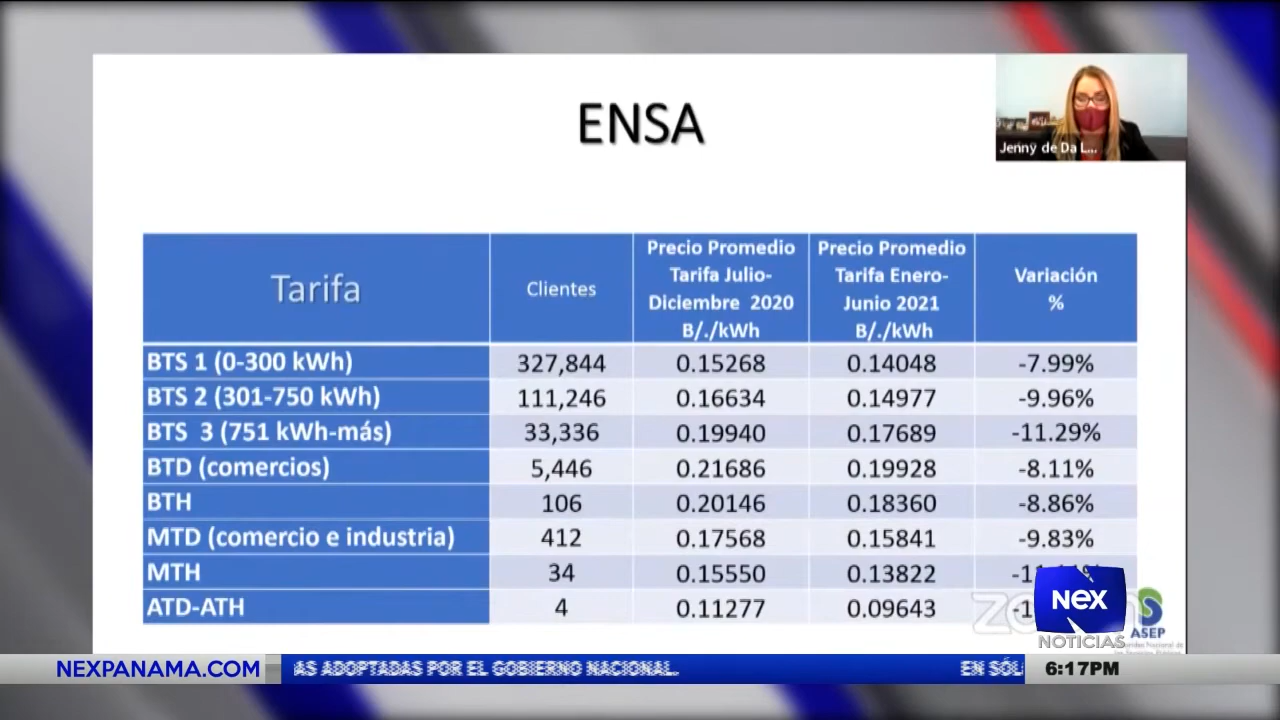 ENSA
Jenny de Da L...
Tarifa
Clientes
Precio Promedio
Tarifa Julio-
Diciembre 2020
B/./kWh
Precio Promedio
Tarifa Enero-
Junio 2021
B/./kWh
Variación
%
BTS 1 (0-300 kWh) 327,844 0.15268 0.14048 -7.99%
BTS 2 (301-750 kWh) 111,246 0.16634 0.14977 -9.96%
BTS 3 (751 kWh-más) 33,336 0.19940 0.17689 -11.29%
BTD (comercios) 5,446 0.21686 0.19928 -8.11%
BTH 106 0.20146 0.18360 -8.86%
MTD (comercio e industria) 412 0.17568 0.15841 -9.83%
MTH 34 0.15550 0.13822
ATD-ATH 4 0.11277 0.09643
NEX
NOTICIAS
ASEP
NEXPANAMA.COM
AS ADOPTADAS POR EL GOBIERNO NACIONAL.
EN SÓL
6:17PM